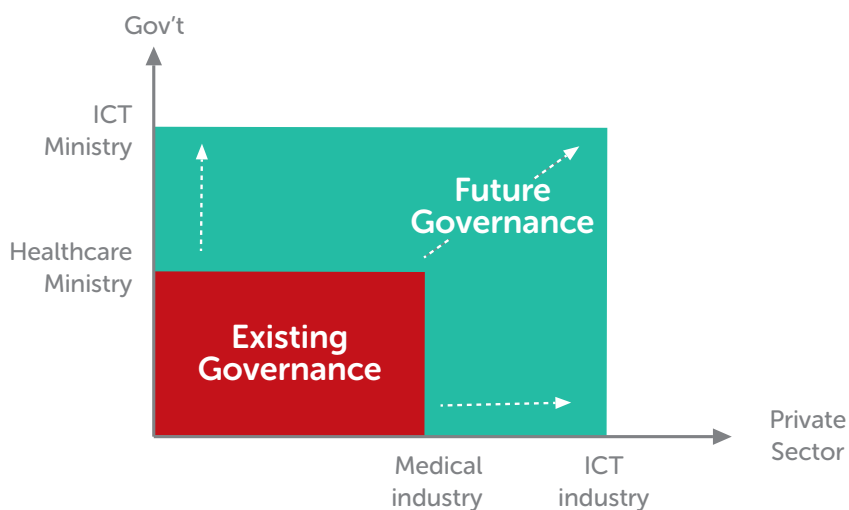 Gov't
ICT
Ministry
Healthcare
Ministry
Future
Governance
Existing
Governance
Private
Sector
Medical
industry
ICT
industry